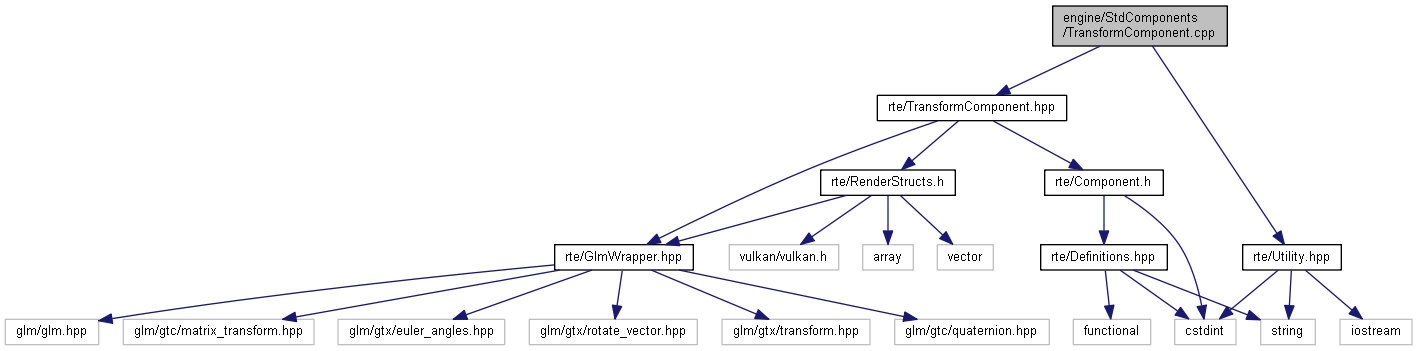 engine/StdComponents
/TransformComponent.cpp
rte/TransformComponent.hpp
rte/RenderStructs.h
rte/Component.h
rte/GlmWrapper.hpp
vulkan/vulkan.h
array
vector
rte/Definitions.hpp
rte/Utility.hpp
glm/glm.hpp
glm/gtc/matrix_transform.hpp
glm/gtx/euler_angles.hpp
glm/gtx/rotate_vector.hpp
glm/gtx/transform.hpp
glm/gtc/quaternion.hpp
functional
cstdint
string
iostream